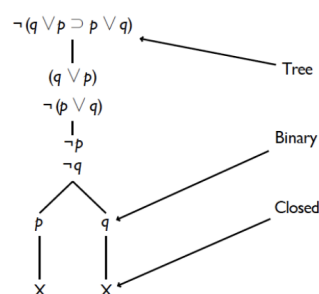 ¬(q ∨ p ⊃ p ∨ q)
(q ∨ p)
Tree
¬(p ∨ q)
¬p
Binary
¬q
p q
Closed
X X